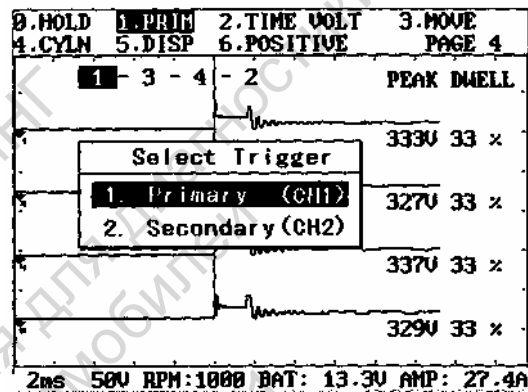 0.HOLD 1.PRIM 2.TIME VOLT 3.MOVE
4.CYLN 5.DISP 6.POSITIVE PAGE 4
1 - 3 - 4 - 2 PEAK DWELL
333V 33 %
Select Trigger
1. Primary (CH1)
327V 33 %
2. Secondary(CH2)
337V 33 %
329V 33 %
2ms 50V RPM:1000 BAT: 13.3V AMP: 27.4A